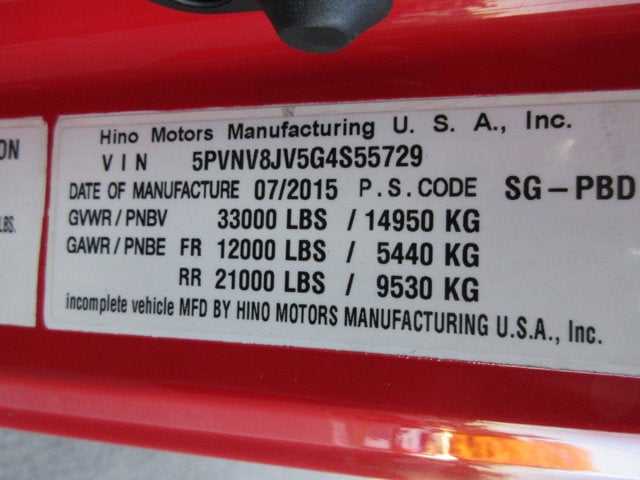 Hino Motors Manufacturing U. S. A., Inc.
VIN 5PVNV8JV5G4S55729
DATE OF MANUFACTURE 07/2015 P.S.CODE SG-PBD
GVWR / PNBV 33000 LBS / 14950 KG
GAWR / PNBE FR 12000 LBS / 5440 KG
RR 21000 LBS / 9530 KG
incomplete vehicle MFD BY HINO MOTORS MANUFACTURING U.S.A., Inc.
ON
LBS.